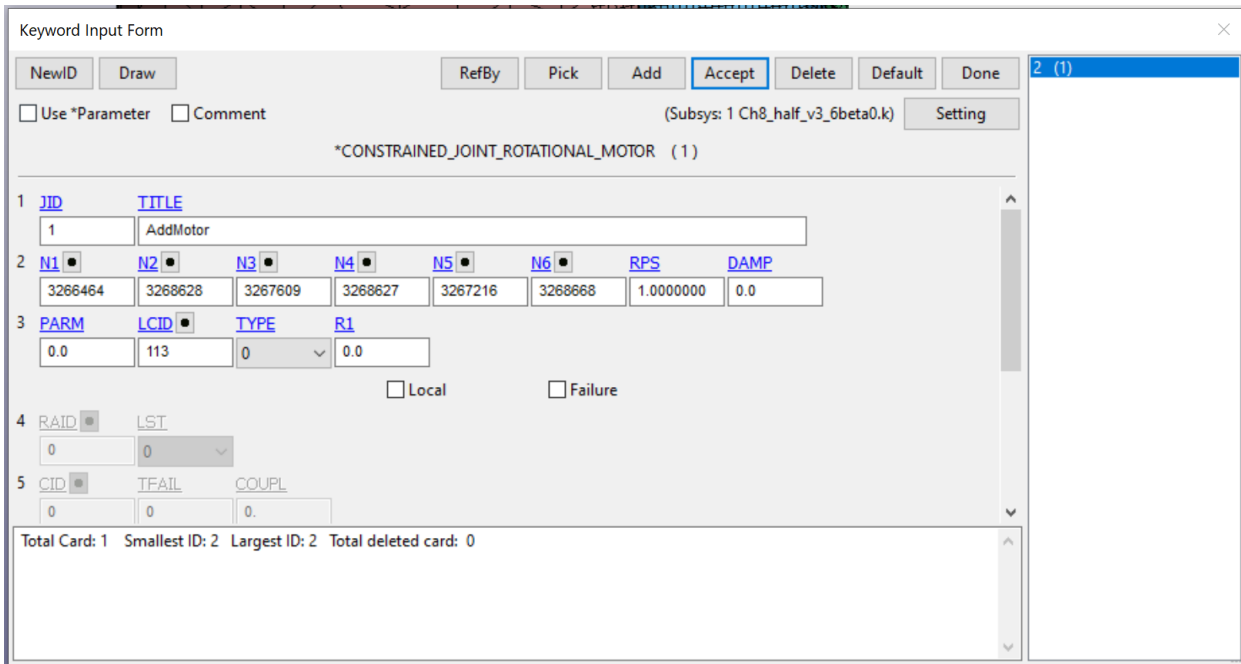 Keyword Input Form
NewID Draw RefBy Pick Add Accept Delete Default Done
2 (1)
Use *Parameter Comment (Subsys: 1 Ch8_half_v3_6beta0.k) Setting
*CONSTRAINED_JOINT_ROTATIONAL_MOTOR (1)
1 JID TITLE
1 AddMotor
2 N1 N2 N3 N4 N5 N6 RPS DAMP
3266464 3268628 3267609 3268627 3267216 3268668 1.0000000 0.0
3 PARM LCID TYPE R1
0.0 113 0 0.0
Local Failure
4 RAID LST
0 0
5 CID TFAIL COUPL
0 0 0.
Total Card: 1 Smallest ID: 2 Largest ID: 2 Total deleted card: 0